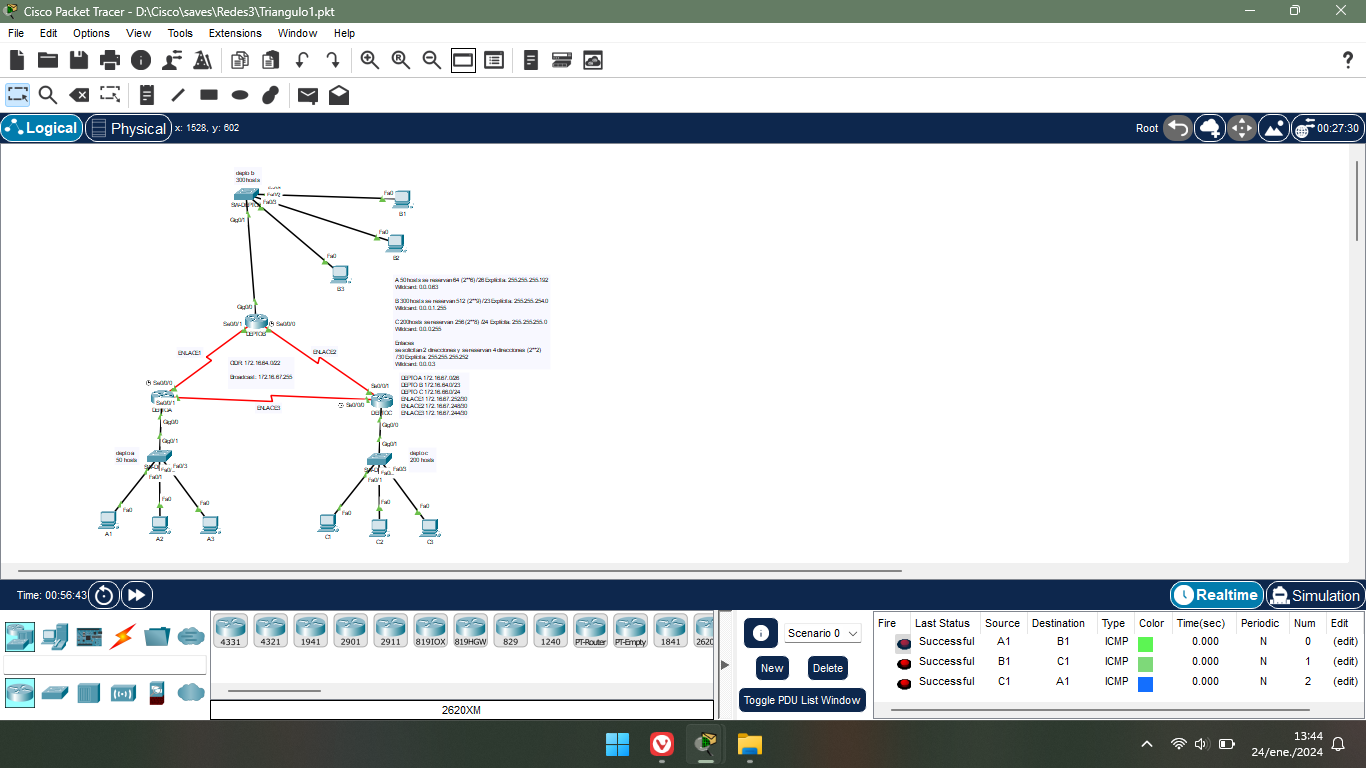 Cisco Packet Tracer - D:\Cisco\saves\Redes3\Triangulo1.pkt
File Edit Options View Tools Extensions Window Help
?
Logical Physical x: 1528, y: 602 Root 00:27:30
depto b
300hosts
Fa0/2
Fa0/3
Gig0/1
Fa0
B1
Fa0
B2
Fa0
B3
A 50 hosts se reservan 64 (2**6) /26 Explicita: 255.255.255.192
Wildcard: 0.0.0.63
B 300 hosts se reservan 512 (2**9) /23 Explicita: 255.255.254.0
Wildcard: 0.0.1.255
C 200 hosts se reservan 256 (2**8) /24 Explicita: 255.255.255.0
Wildcard: 0.0.0.255
Enlaces
se solicitan 2 direcciones y se reservan 4 direcciones (2**2)
/30 Explicita: 255.255.255.252
Wildcard: 0.0.0.3
Gig0/0
Se0/0/1 Se0/0/0
DEPTOB
ENLACE1 ENLACE2
CIDR: 172.16.64.0/22
Broadcast: 172.16.67.255
DEPTO A 172.16.67.0/26
DEPTO B 172.16.64.0/23
DEPTO C 172.16.66.0/24
ENLACE1 172.16.67.252/30
ENLACE2 172.16.67.248/30
ENLACE3 172.16.67.244/30
Se0/0/0 Se0/0/1
Se0/0/1 Se0/0/0
DEPTOA ENLACE3 DEPTOC
Gig0/0 Gig0/0
Gig0/1 Gig0/1
depto a
50 hosts
depto c
200 hosts
Fa0/3 Fa0/3
Fa0/1 Fa0/1
Fa0 Fa0 Fa0
A1 A2 A3
Fa0 Fa0 Fa0
C1 C2 C3
Time: 00:56:43 Realtime Simulation
4331 4321 1941 2901 2911 819IOX 819HGW 829 1240 PT-Router PT-Empty 1841 2620
2620XM
Scenario 0
New Delete
Toggle PDU List Window
Fire Last Status Source Destination Type Color Time(sec) Periodic Num Edit
Successful A1 B1 ICMP 0.000 N 0 (edit)
Successful B1 C1 ICMP 0.000 N 1 (edit)
Successful C1 A1 ICMP 0.000 N 2 (edit)
13:44
24/ene./2024